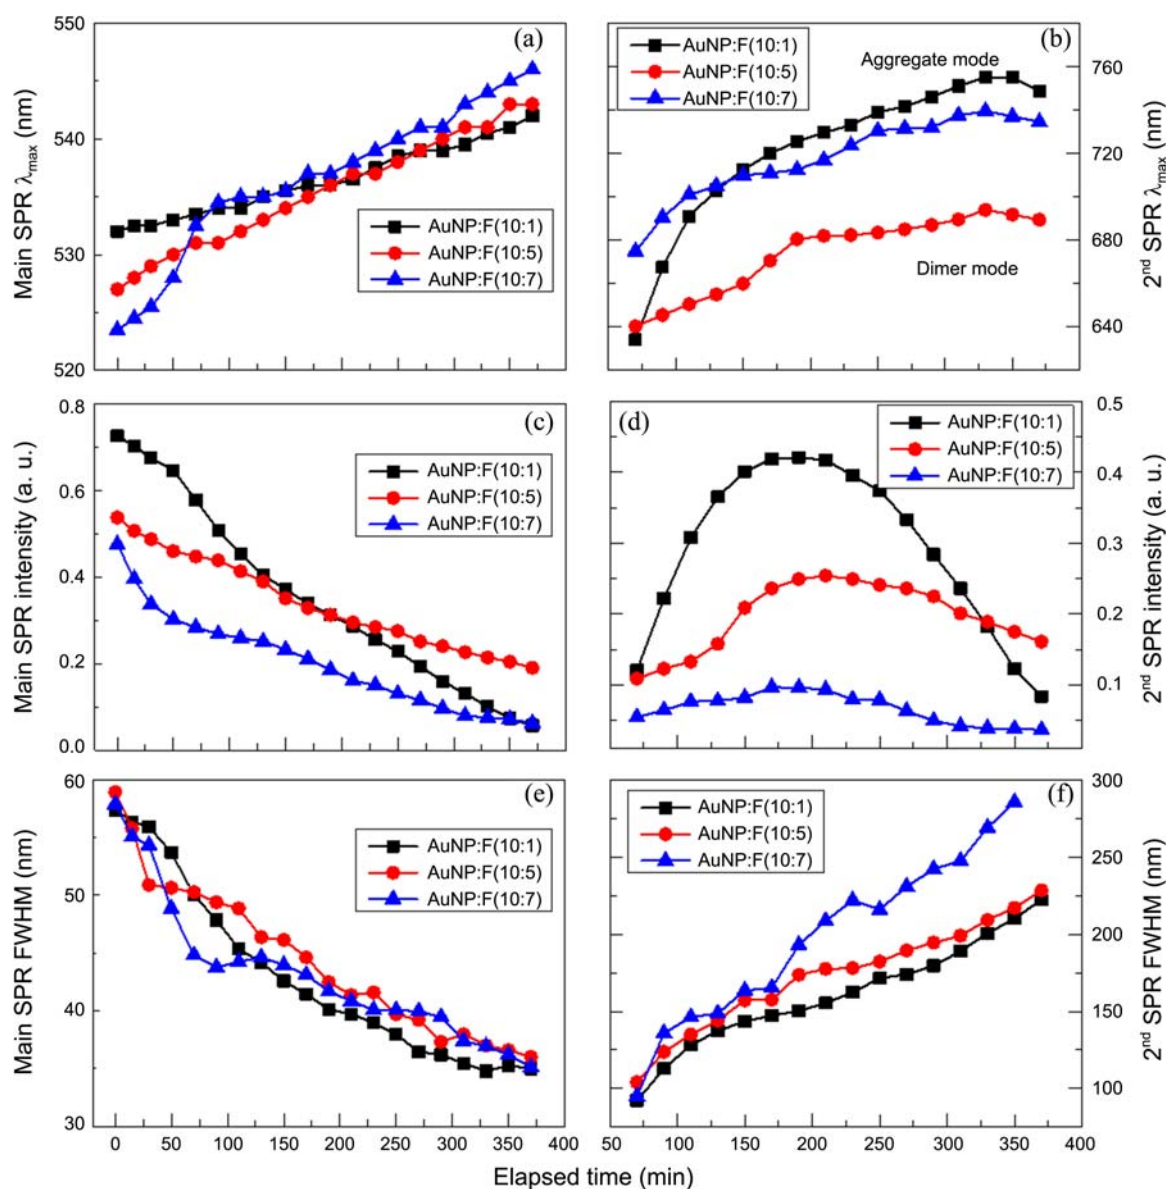 (a)
Main SPR λmax (nm)
550
540
530
520
AuNP:F(10:1)
AuNP:F(10:5)
AuNP:F(10:7)
(b)
AuNP:F(10:1)
AuNP:F(10:5)
AuNP:F(10:7)
Aggregate mode
Dimer mode
760
720
680
640
2nd SPR λmax (nm)
(c)
Main SPR intensity (a. u.)
0.8
0.6
0.4
0.2
0.0
AuNP:F(10:1)
AuNP:F(10:5)
AuNP:F(10:7)
(d)
AuNP:F(10:1)
AuNP:F(10:5)
AuNP:F(10:7)
0.5
0.4
0.3
0.2
0.1
2nd SPR intensity (a. u.)
(e)
Main SPR FWHM (nm)
60
50
40
30
AuNP:F(10:1)
AuNP:F(10:5)
AuNP:F(10:7)
0 50 100 150 200 250 300 350 400
(f)
AuNP:F(10:1)
AuNP:F(10:5)
AuNP:F(10:7)
300
250
200
150
100
2nd SPR FWHM (nm)
50 100 150 200 250 300 350 400
Elapsed time (min)